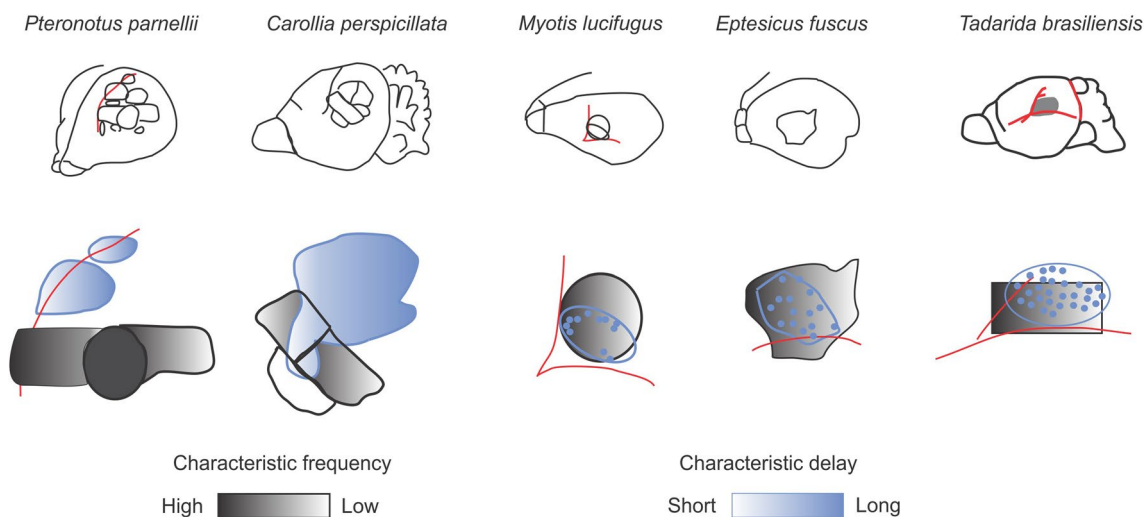 Pteronotus parnellii Carollia perspicillata Myotis lucifugus Eptesicus fuscus Tadarida brasiliensis
Characteristic frequency Characteristic delay
High Low Short Long